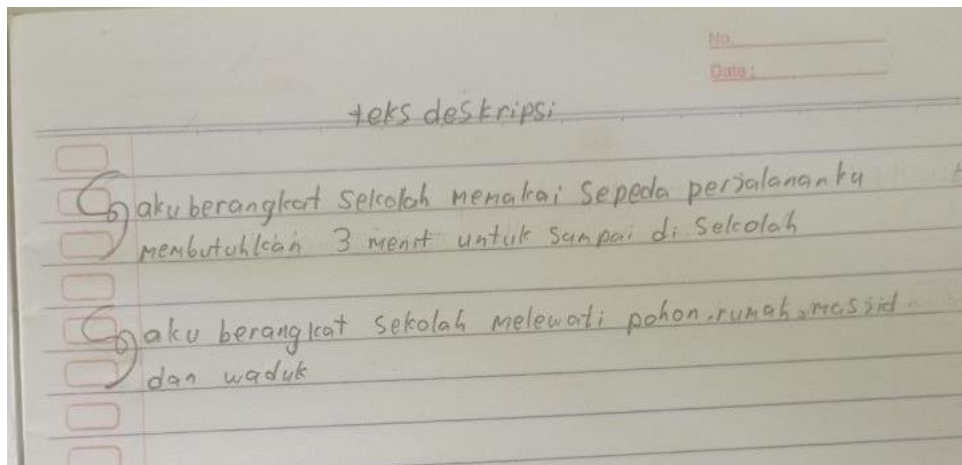 No.
Date:
teks deskripsi
aku berangkat sekolah memakai sepeda perjalananku
membutuhkan 3 menit untuk sampai di sekolah
aku berangkat sekolah melewati pohon, rumah, masjid
dan waduk